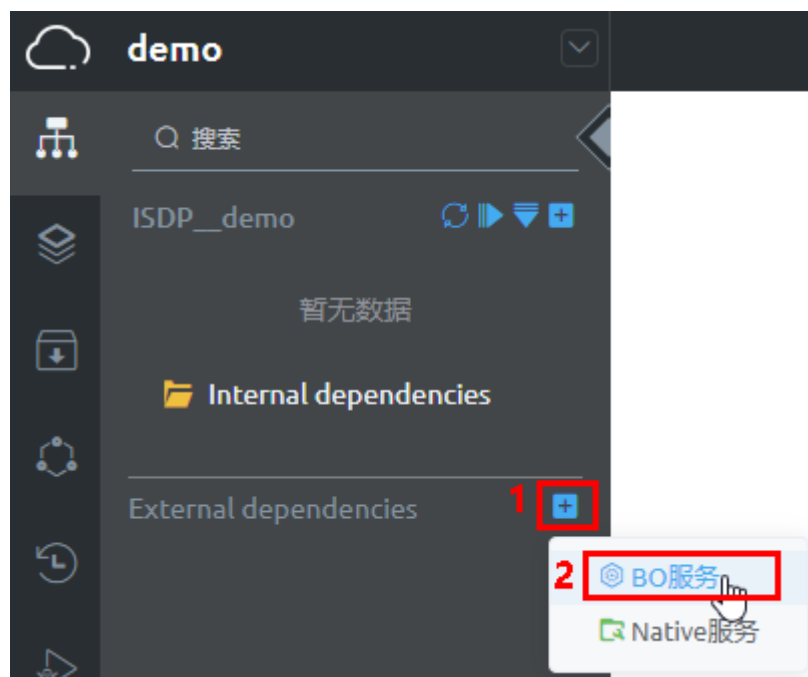 demo
搜索
ISDP__demo
暂无数据
Internal dependencies
External dependencies 1
2 BO服务
Native服务